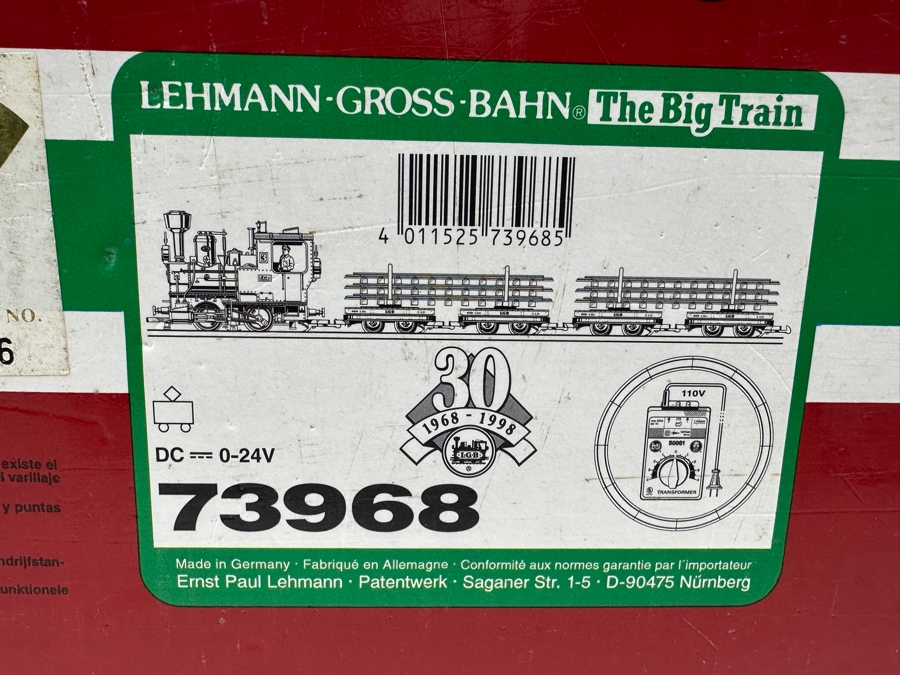 LEHMANN-GROSS-BAHN® The Big Train
4 011525 739685
NO.
6
30
1968 - 1998
LGB
®
110V
50081
TRANSFORMER
DC ⎓ 0-24V
73968
existe el
varillaje
y puntas
ndrijfstan-
unktionele
Made in Germany · Fabriqué en Allemagne · Conformité aux normes garantie par l´importateur
Ernst Paul Lehmann · Patentwerk · Saganer Str. 1-5 · D-90475 Nürnberg